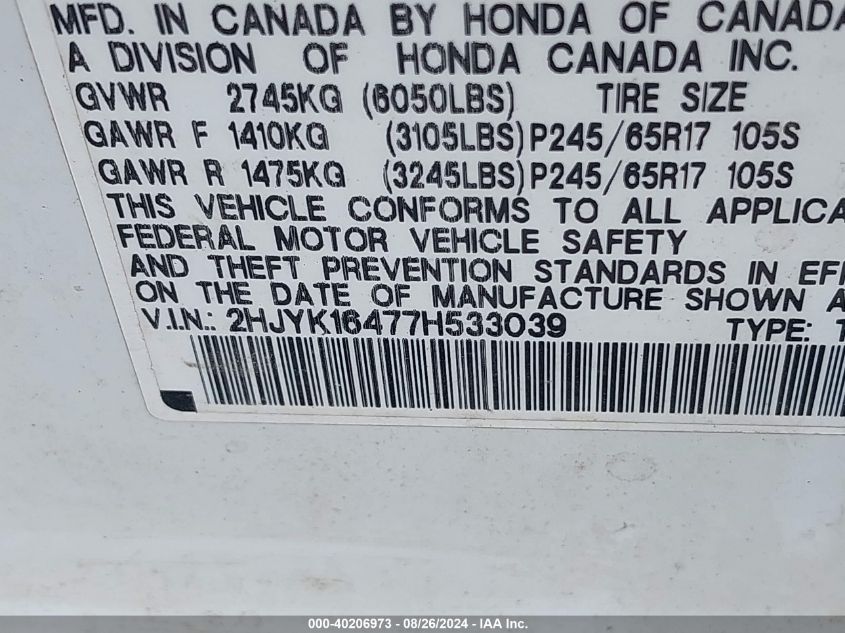 MFD. IN CANADA BY HONDA OF CANADA
A DIVISION OF HONDA CANADA INC.
GVWR 2745KG (6050LBS) TIRE SIZE
GAWR F 1410KG (3105LBS) P245/65R17 105S
GAWR R 1475KG (3245LBS) P245/65R17 105S
THIS VEHICLE CONFORMS TO ALL APPLICA
FEDERAL MOTOR VEHICLE SAFETY
AND THEFT PREVENTION STANDARDS IN EFF
ON THE DATE OF MANUFACTURE SHOWN A
V.I.N.: 2HJYK16477H533039 TYPE: T
000-40206973 - 08/26/2024 - IAA Inc.